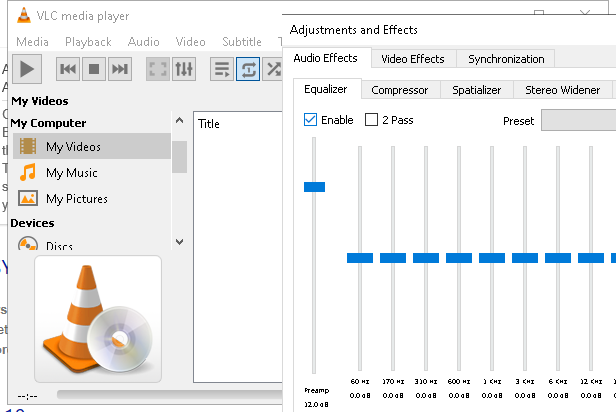 VLC media player
Media Playback Audio Video Subtitle
My Videos
My Computer
My Videos
My Music
My Pictures
Devices
Discs
Title
--:--
Adjustments and Effects
Audio Effects Video Effects Synchronization
Equalizer Compressor Spatializer Stereo Widener
Enable 2 Pass Preset
60 Hz 170 Hz 310 Hz 600 Hz 1 KHz 3 KHz 6 KHz 12 KHz
Preamp 0.0 dB 0.0 dB 0.0 dB 0.0 dB 0.0 dB 0.0 dB 0.0 dB 0.0 dB
12.0 dB